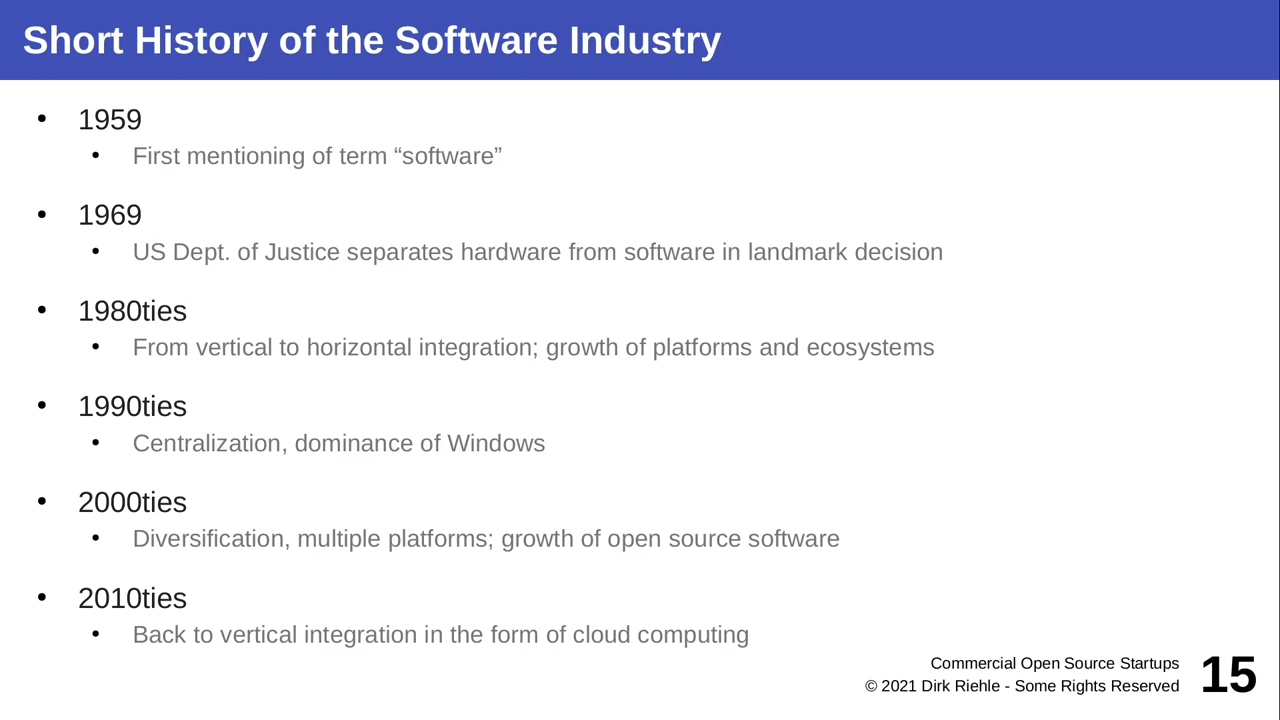 Short History of the Software Industry
• 1959
• First mentioning of term “software”
• 1969
• US Dept. of Justice separates hardware from software in landmark decision
• 1980ties
• From vertical to horizontal integration; growth of platforms and ecosystems
• 1990ties
• Centralization, dominance of Windows
• 2000ties
• Diversification, multiple platforms; growth of open source software
• 2010ties
• Back to vertical integration in the form of cloud computing
Commercial Open Source Startups
© 2021 Dirk Riehle - Some Rights Reserved
15